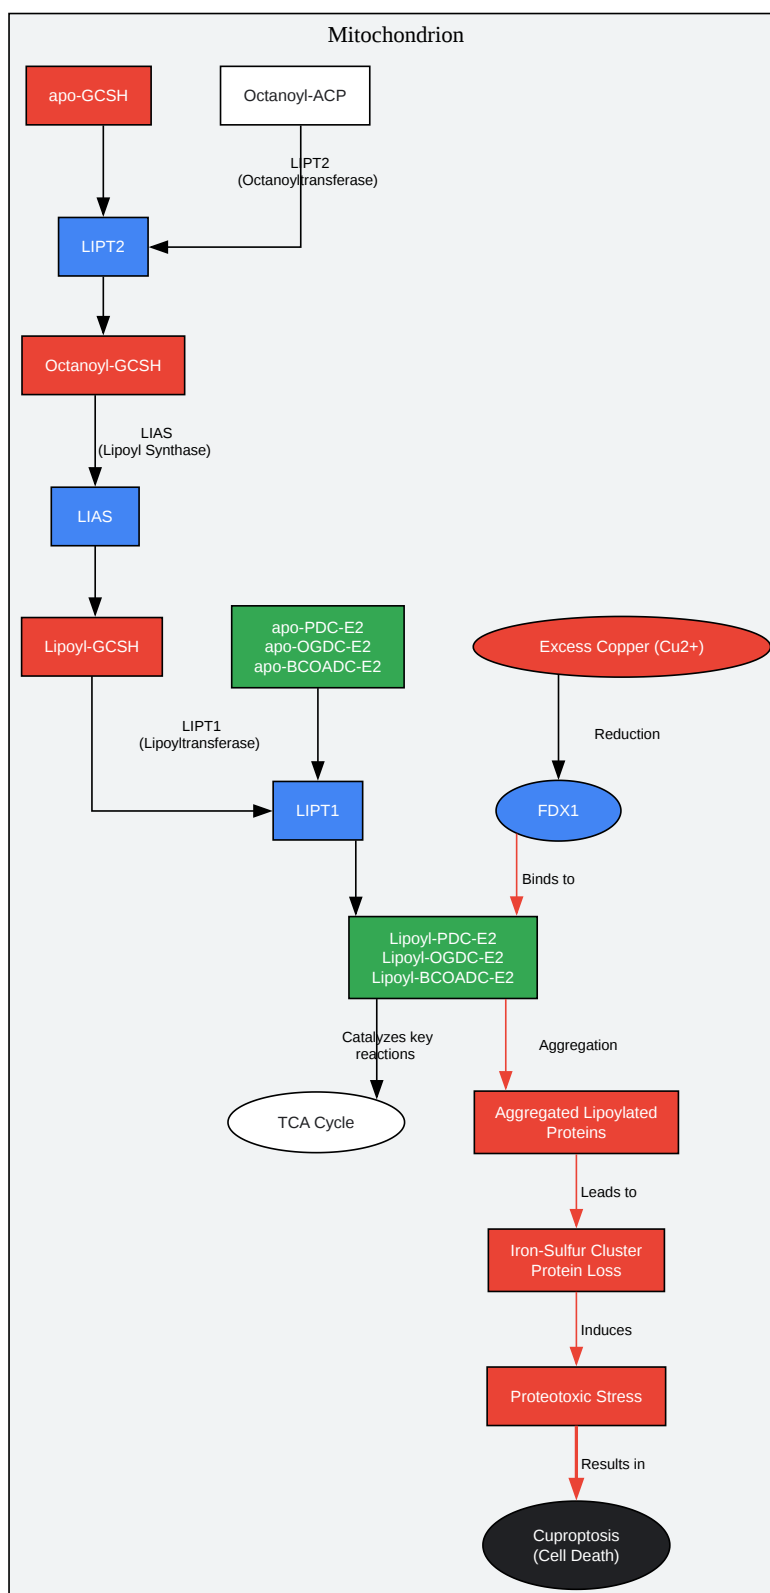 Mitochondrion
apo-GCSH
Octanoyl-ACP
LIPT2
(Octanoyltransferase)
LIPT2
Octanoyl-GCSH
LIAS
(Lipoyl Synthase)
LIAS
Lipoyl-GCSH
apo-PDC-E2
apo-OGDC-E2
apo-BCOADC-E2
Excess Copper (Cu2+)
LIPT1
(Lipoyltransferase)
Reduction
LIPT1
FDX1
Binds to
Lipoyl-PDC-E2
Lipoyl-OGDC-E2
Lipoyl-BCOADC-E2
Catalyzes key
reactions
Aggregation
TCA Cycle
Aggregated Lipoylated
Proteins
Leads to
Iron-Sulfur Cluster
Protein Loss
Induces
Proteotoxic Stress
Results in
Cuproptosis
(Cell Death)